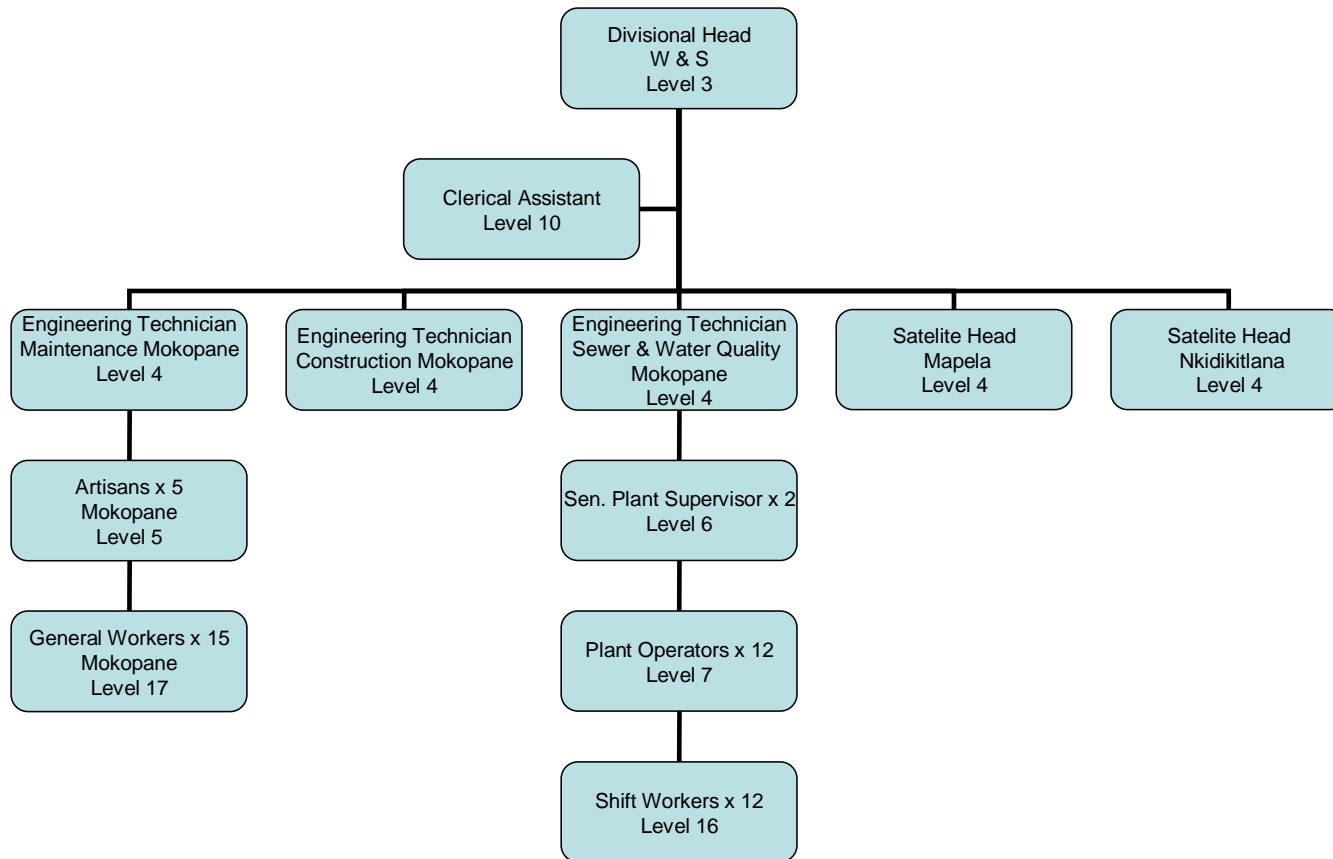 Divisional Head
W & S
Level 3
Clerical Assistant
Level 10
Engineering Technician
Maintenance Mokopane
Level 4
Engineering Technician
Construction Mokopane
Level 4
Engineering Technician
Sewer & Water Quality
Mokopane
Level 4
Satelite Head
Mapela
Level 4
Satelite Head
Nkidikitlana
Level 4
Artisans x 5
Mokopane
Level 5
Sen. Plant Supervisor x 2
Level 6
General Workers x 15
Mokopane
Level 17
Plant Operators x 12
Level 7
Shift Workers x 12
Level 16